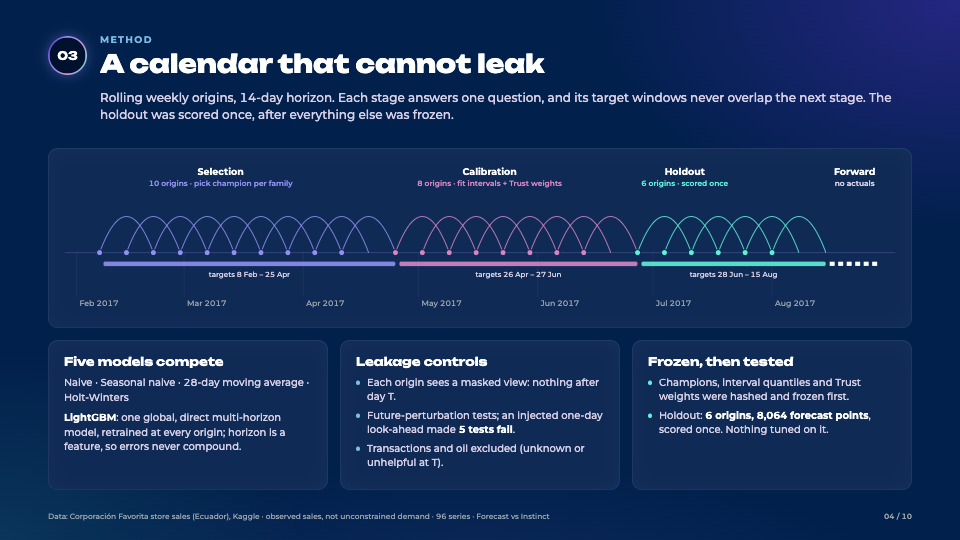 03
METHOD
A calendar that cannot leak
Rolling weekly origins, 14-day horizon. Each stage answers one question, and its target windows never overlap the next stage. The
holdout was scored once, after everything else was frozen.
Selection
10 origins · pick champion per family
Calibration
8 origins · fit intervals + Trust weights
Holdout
6 origins · scored once
Forward
no actuals
targets 8 Feb – 25 Apr
targets 26 Apr – 27 Jun
targets 28 Jun – 15 Aug
Feb 2017
Mar 2017
Apr 2017
May 2017
Jun 2017
Jul 2017
Aug 2017
Five models compete
Naive · Seasonal naive · 28-day moving average ·
Holt-Winters
LightGBM: one global, direct multi-horizon
model, retrained at every origin; horizon is a
feature, so errors never compound.
Leakage controls
Each origin sees a masked view: nothing after
day T.
Future-perturbation tests; an injected one-day
look-ahead made 5 tests fail.
Transactions and oil excluded (unknown or
unhelpful at T).
Frozen, then tested
Champions, interval quantiles and Trust
weights were hashed and frozen first.
Holdout: 6 origins, 8,064 forecast points,
scored once. Nothing tuned on it.
Data: Corporación Favorita store sales (Ecuador), Kaggle · observed sales, not unconstrained demand · 96 series · Forecast vs Instinct
04 / 10